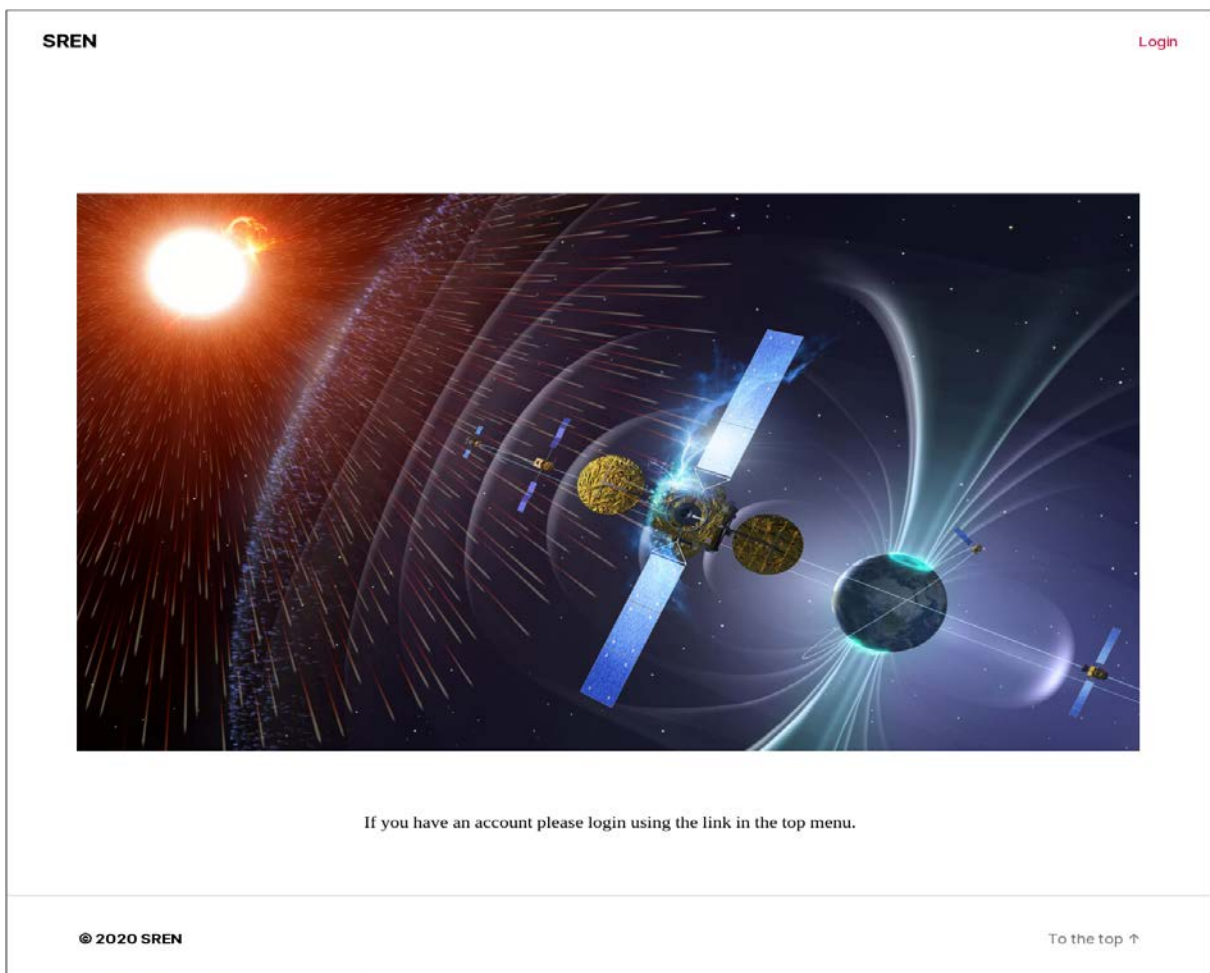 SREN
Login
If you have an account please login using the link in the top menu.
© 2020 SREN
To the top ↑